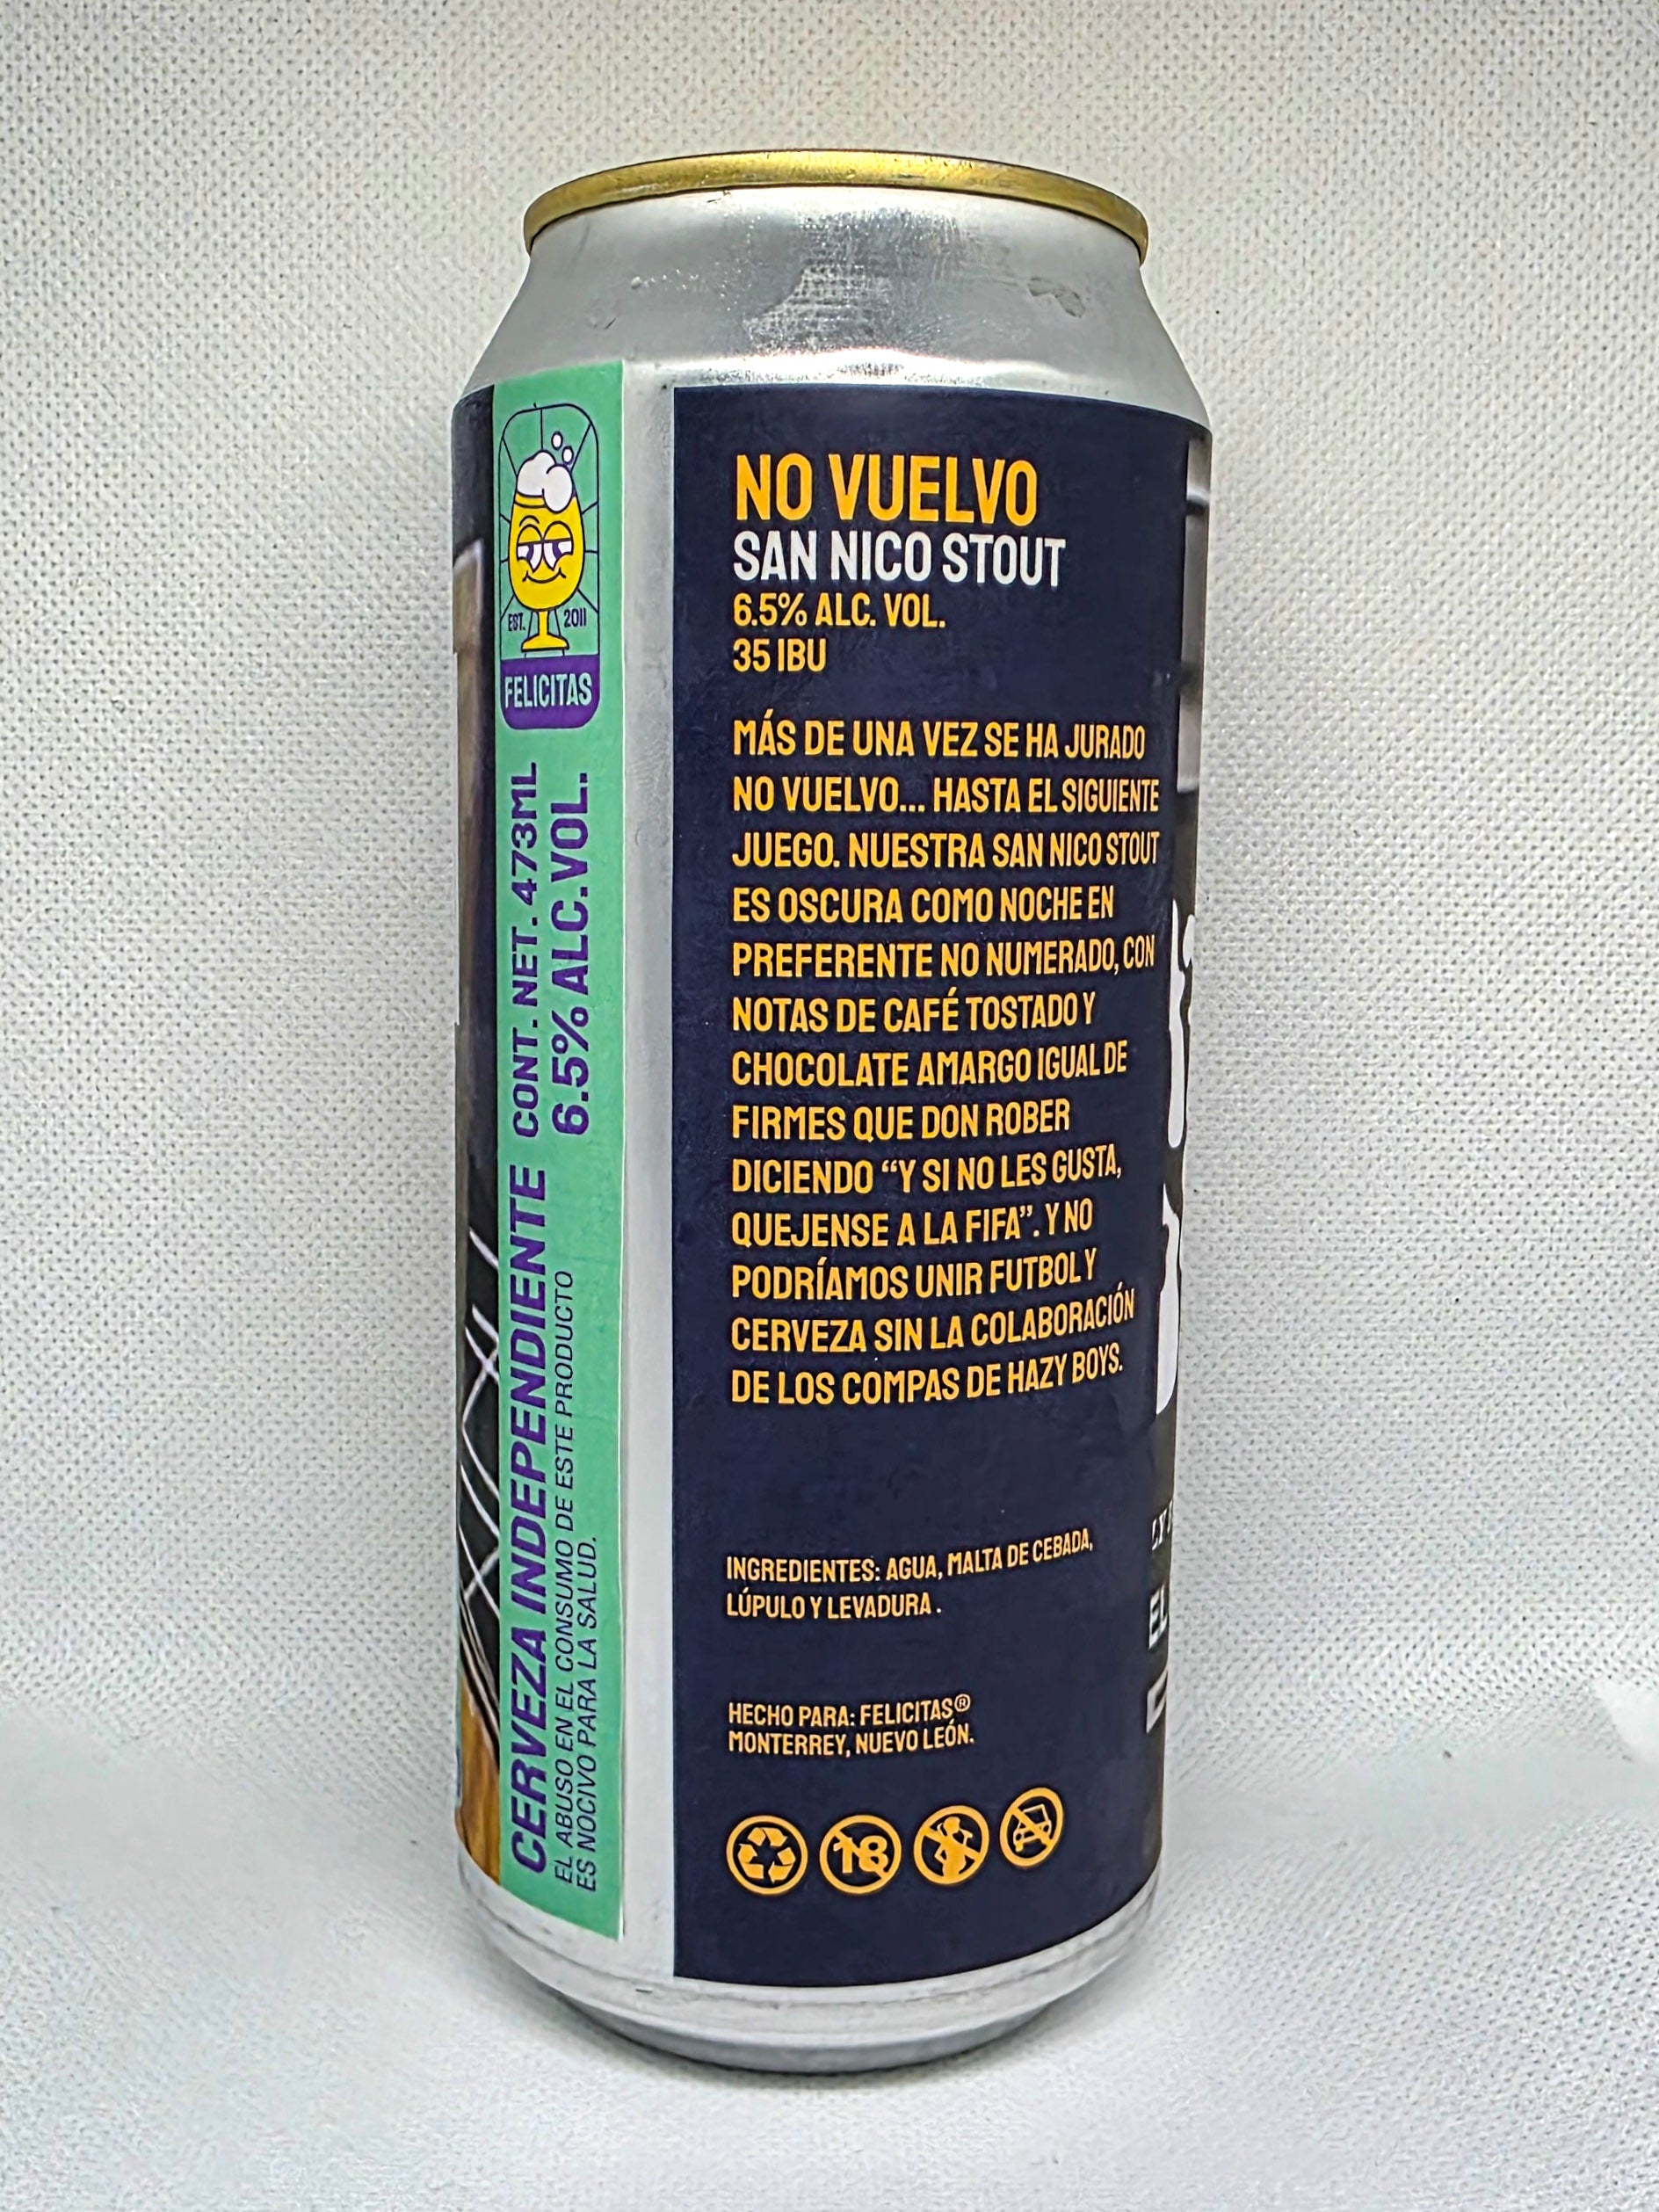 EST. 2011
FELICITAS
CERVEZA INDEPENDIENTE CONT. NET. 473ML
6.5% ALC.VOL.
EL ABUSO EN EL CONSUMO DE ESTE PRODUCTO
ES NOCIVO PARA LA SALUD.
NO VUELVO
SAN NICO STOUT
6.5% ALC. VOL.
35 IBU
MÁS DE UNA VEZ SE HA JURADO
NO VUELVO... HASTA EL SIGUIENTE
JUEGO. NUESTRA SAN NICO STOUT
ES OSCURA COMO NOCHE EN
PREFERENTE NO NUMERADO, CON
NOTAS DE CAFÉ TOSTADO Y
CHOCOLATE AMARGO IGUAL DE
FIRMES QUE DON ROBER
DICIENDO “Y SI NO LES GUSTA,
QUEJENSE A LA FIFA”. Y NO
PODRÍAMOS UNIR FUTBOL Y
CERVEZA SIN LA COLABORACIÓN
DE LOS COMPAS DE HAZY BOYS.
INGREDIENTES: AGUA, MALTA DE CEBADA,
LÚPULO Y LEVADURA .
HECHO PARA: FELICITAS®
MONTERREY, NUEVO LEÓN.
18
EL